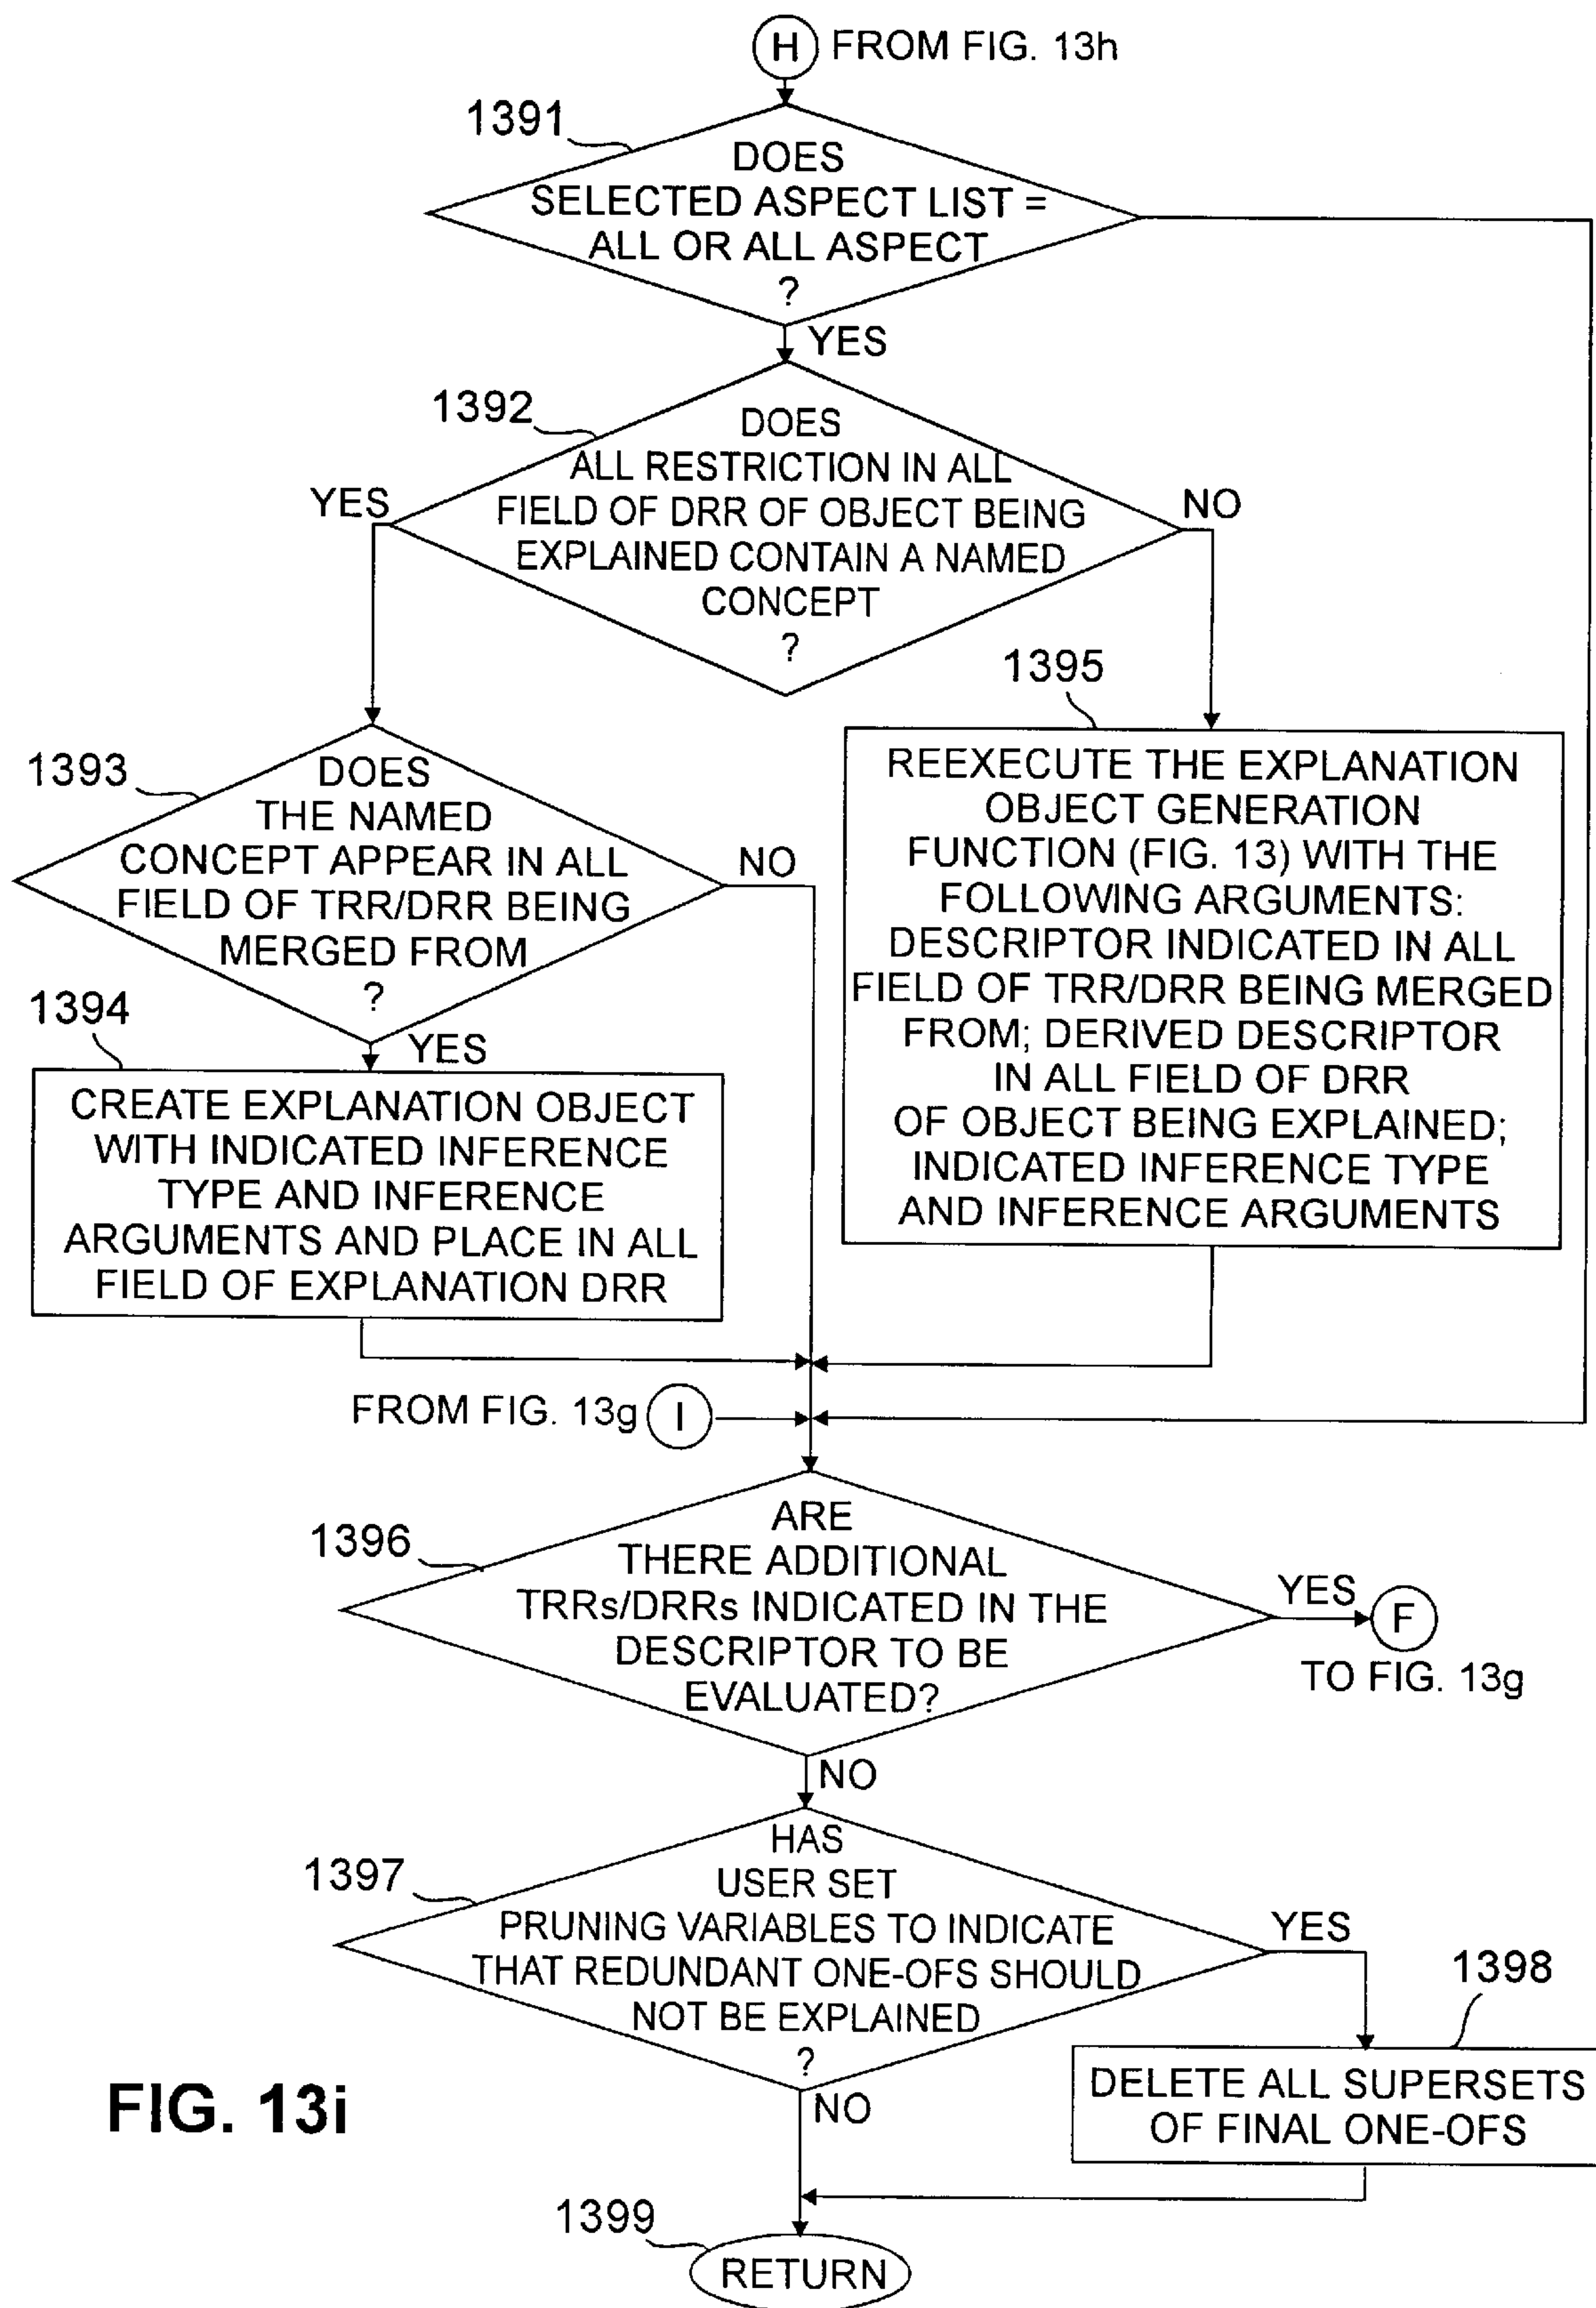 H FROM FIG. 13h
1391
DOES
SELECTED ASPECT LIST =
ALL OR ALL ASPECT
?
YES
1392
DOES
ALL RESTRICTION IN ALL
FIELD OF DRR OF OBJECT BEING
EXPLAINED CONTAIN A NAMED
CONCEPT
?
YES
NO
1393
DOES
THE NAMED
CONCEPT APPEAR IN ALL
FIELD OF TRR/DRR BEING
MERGED FROM
?
NO
YES
1394
CREATE EXPLANATION OBJECT
WITH INDICATED INFERENCE
TYPE AND INFERENCE
ARGUMENTS AND PLACE IN ALL
FIELD OF EXPLANATION DRR
1395
REEXECUTE THE EXPLANATION
OBJECT GENERATION
FUNCTION (FIG. 13) WITH THE
FOLLOWING ARGUMENTS:
DESCRIPTOR INDICATED IN ALL
FIELD OF TRR/DRR BEING MERGED
FROM; DERIVED DESCRIPTOR
IN ALL FIELD OF DRR
OF OBJECT BEING EXPLAINED;
INDICATED INFERENCE TYPE
AND INFERENCE ARGUMENTS
FROM FIG. 13g I
1396
ARE
THERE ADDITIONAL
TRRs/DRRs INDICATED IN THE
DESCRIPTOR TO BE
EVALUATED?
YES
F
TO FIG. 13g
NO
1397
HAS
USER SET
PRUNING VARIABLES TO INDICATE
THAT REDUNDANT ONE-OFS SHOULD
NOT BE EXPLAINED
?
YES
1398
DELETE ALL SUPERSETS
OF FINAL ONE-OFS
NO
1399
RETURN
FIG. 13i